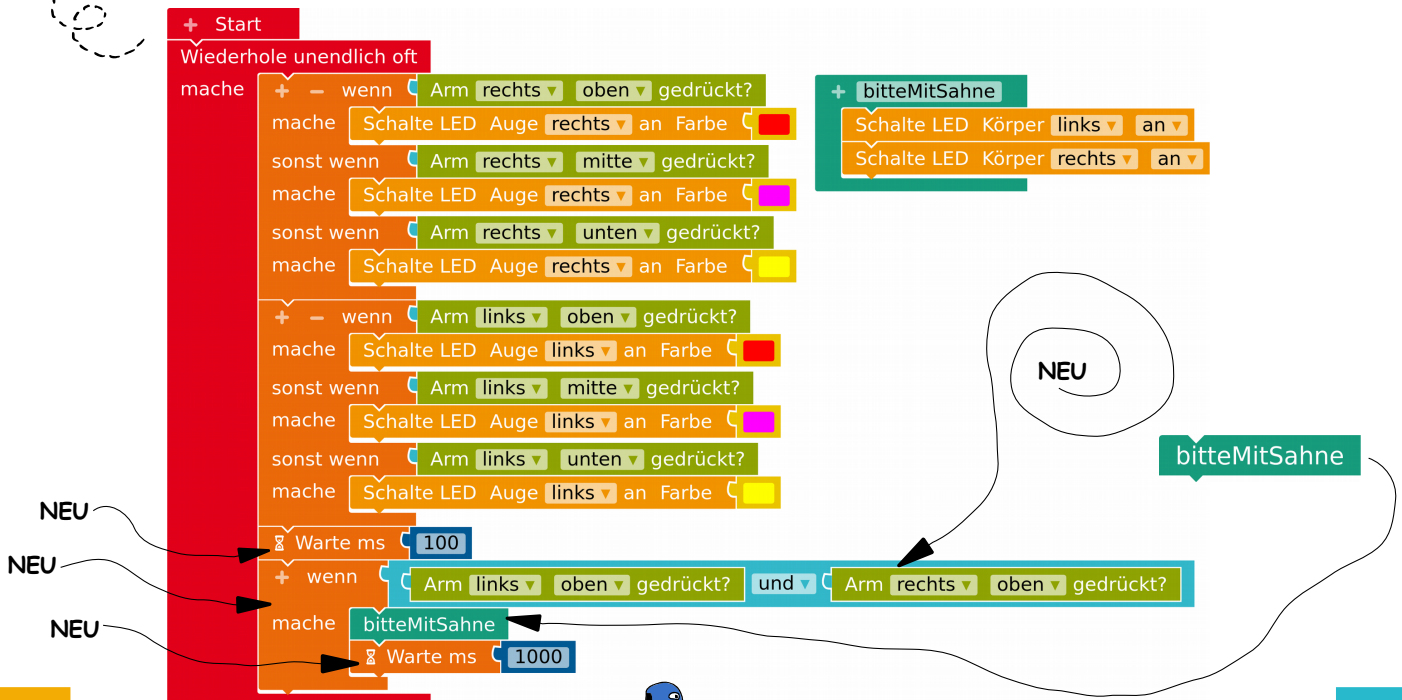 + Start
Wiederhole unendlich oft
mache + − wenn Arm rechts oben gedrückt?
mache Schalte LED Auge rechts an Farbe
sonst wenn Arm rechts mitte gedrückt?
mache Schalte LED Auge rechts an Farbe
sonst wenn Arm rechts unten gedrückt?
mache Schalte LED Auge rechts an Farbe
+ − wenn Arm links oben gedrückt?
mache Schalte LED Auge links an Farbe
sonst wenn Arm links mitte gedrückt?
mache Schalte LED Auge links an Farbe
sonst wenn Arm links unten gedrückt?
mache Schalte LED Auge links an Farbe
Warte ms 100
+ wenn Arm links oben gedrückt? und Arm rechts oben gedrückt?
mache bitteMitSahne
Warte ms 1000
+ bitteMitSahne
Schalte LED Körper links an
Schalte LED Körper rechts an
NEU
bitteMitSahne
NEU
NEU
NEU